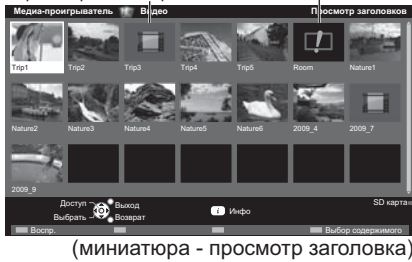 Медиа-проигрыватель Видео Просмотр заголовков
Trip1 Trip2 Trip3 Trip4 Trip5 Room Nature1
Nature2 Nature3 Nature4 Nature5 Nature6 2009_4 2009_7
2009_9
SD карта
Доступ Выход
Выбрать Возврат
i Инфо
Воспр. Выбор содержимого
(миниатюра - просмотр заголовка)